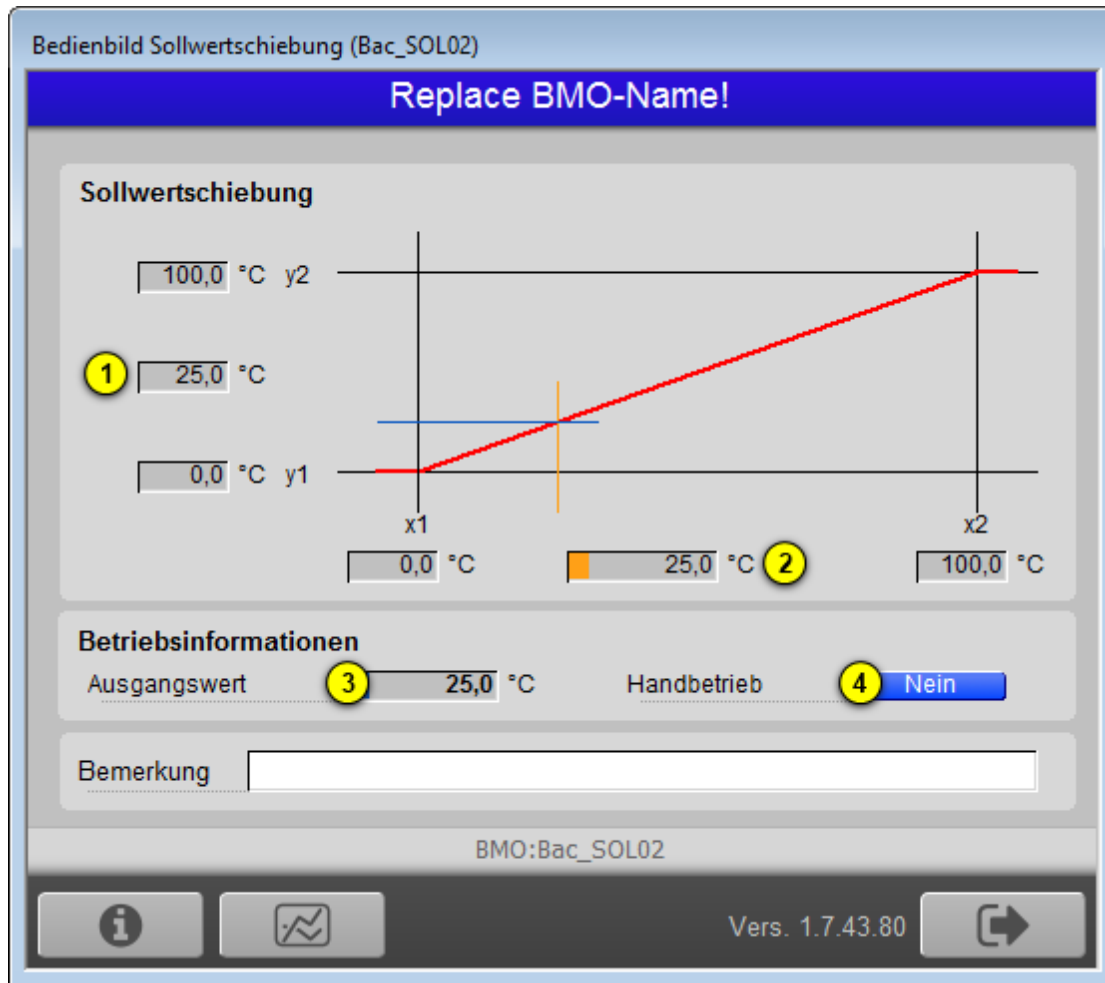 Bedienbild Sollwertschiebung (Bac_SOL02)
Replace BMO-Name!
Sollwertschiebung
100,0 °C y2
1 25,0 °C
0,0 °C y1
x1 x2
0,0 °C 25,0 °C 2 100,0 °C
Betriebsinformationen
Ausgangswert 3 25,0 °C Handbetrieb 4 Nein
Bemerkung
BMO:Bac_SOL02
Vers. 1.7.43.80